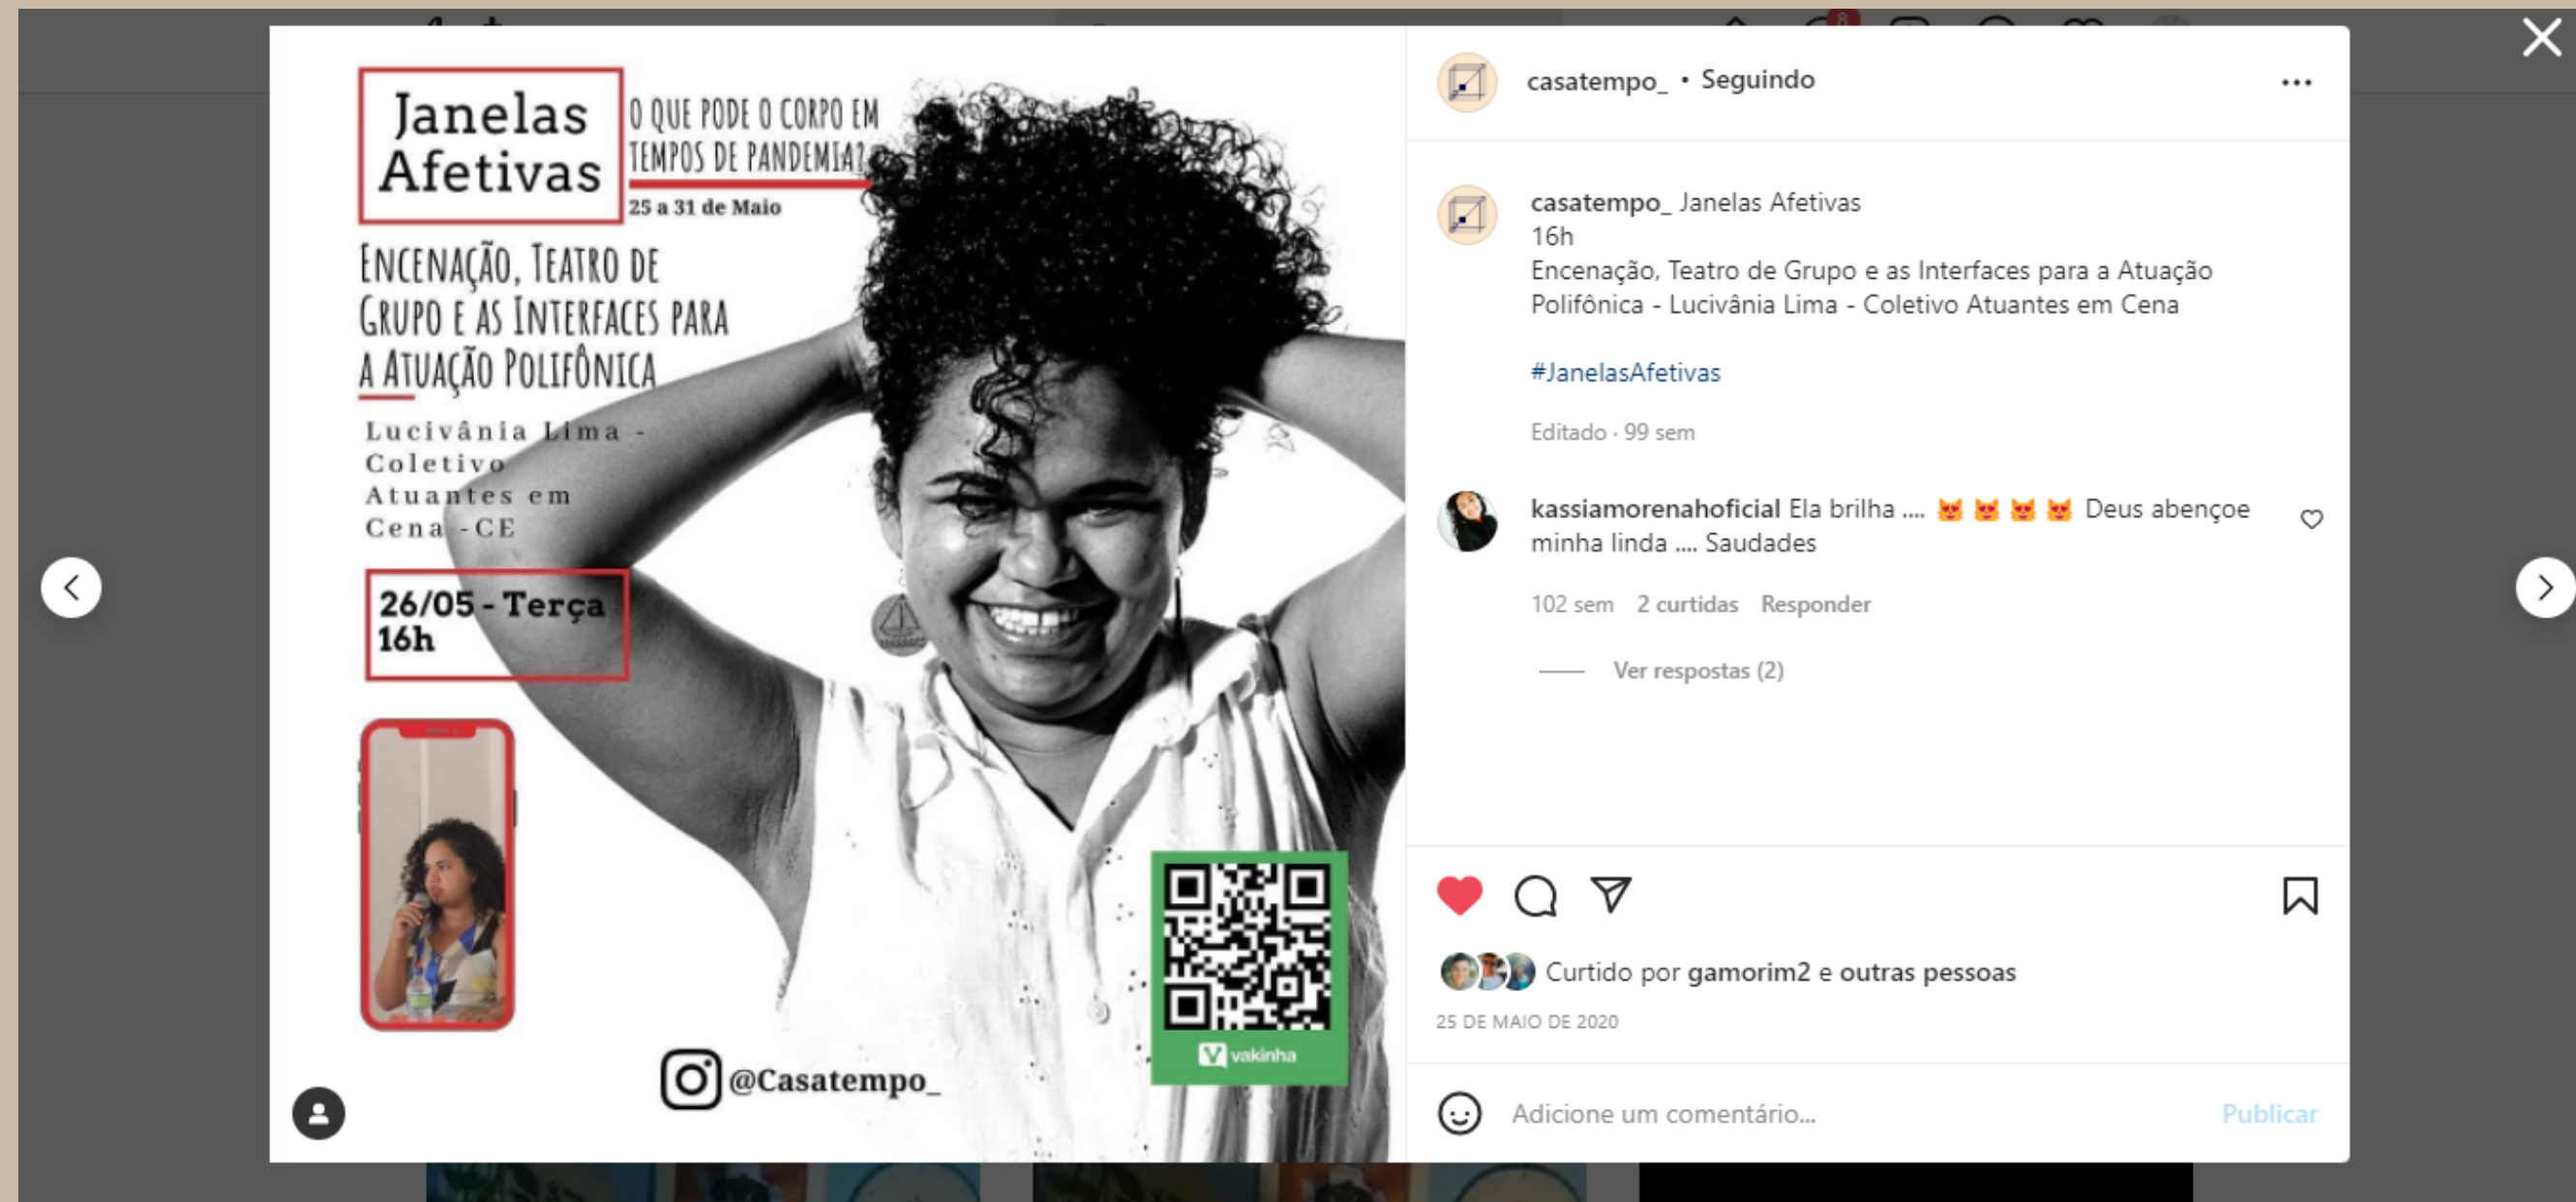 Janelas
Afetivas
O QUE PODE O CORPO EM
TEMPOS DE PANDEMIA?
25 a 31 de Maio
ENCENAÇÃO, TEATRO DE
GRUPO E AS INTERFACES PARA
A ATUAÇÃO POLIFÔNICA
Lucivânia Lima -
Coletivo
Atuantes em
Cena -CE
26/05 - Terça
16h
@Casatempo_
vakinha
8
casatempo_ • Seguindo
casatempo_ Janelas Afetivas
16h
Encenação, Teatro de Grupo e as Interfaces para a Atuação
Polifônica - Lucivânia Lima - Coletivo Atuantes em Cena
#JanelasAfetivas
Editado · 99 sem
kassiamorenahoficial Ela brilha .... 😻 😻 😻 😻 Deus abençoe
minha linda .... Saudades
102 sem 2 curtidas Responder
Ver respostas (2)
Curtido por gamorim2 e outras pessoas
25 DE MAIO DE 2020
Adicione um comentário...
Publicar